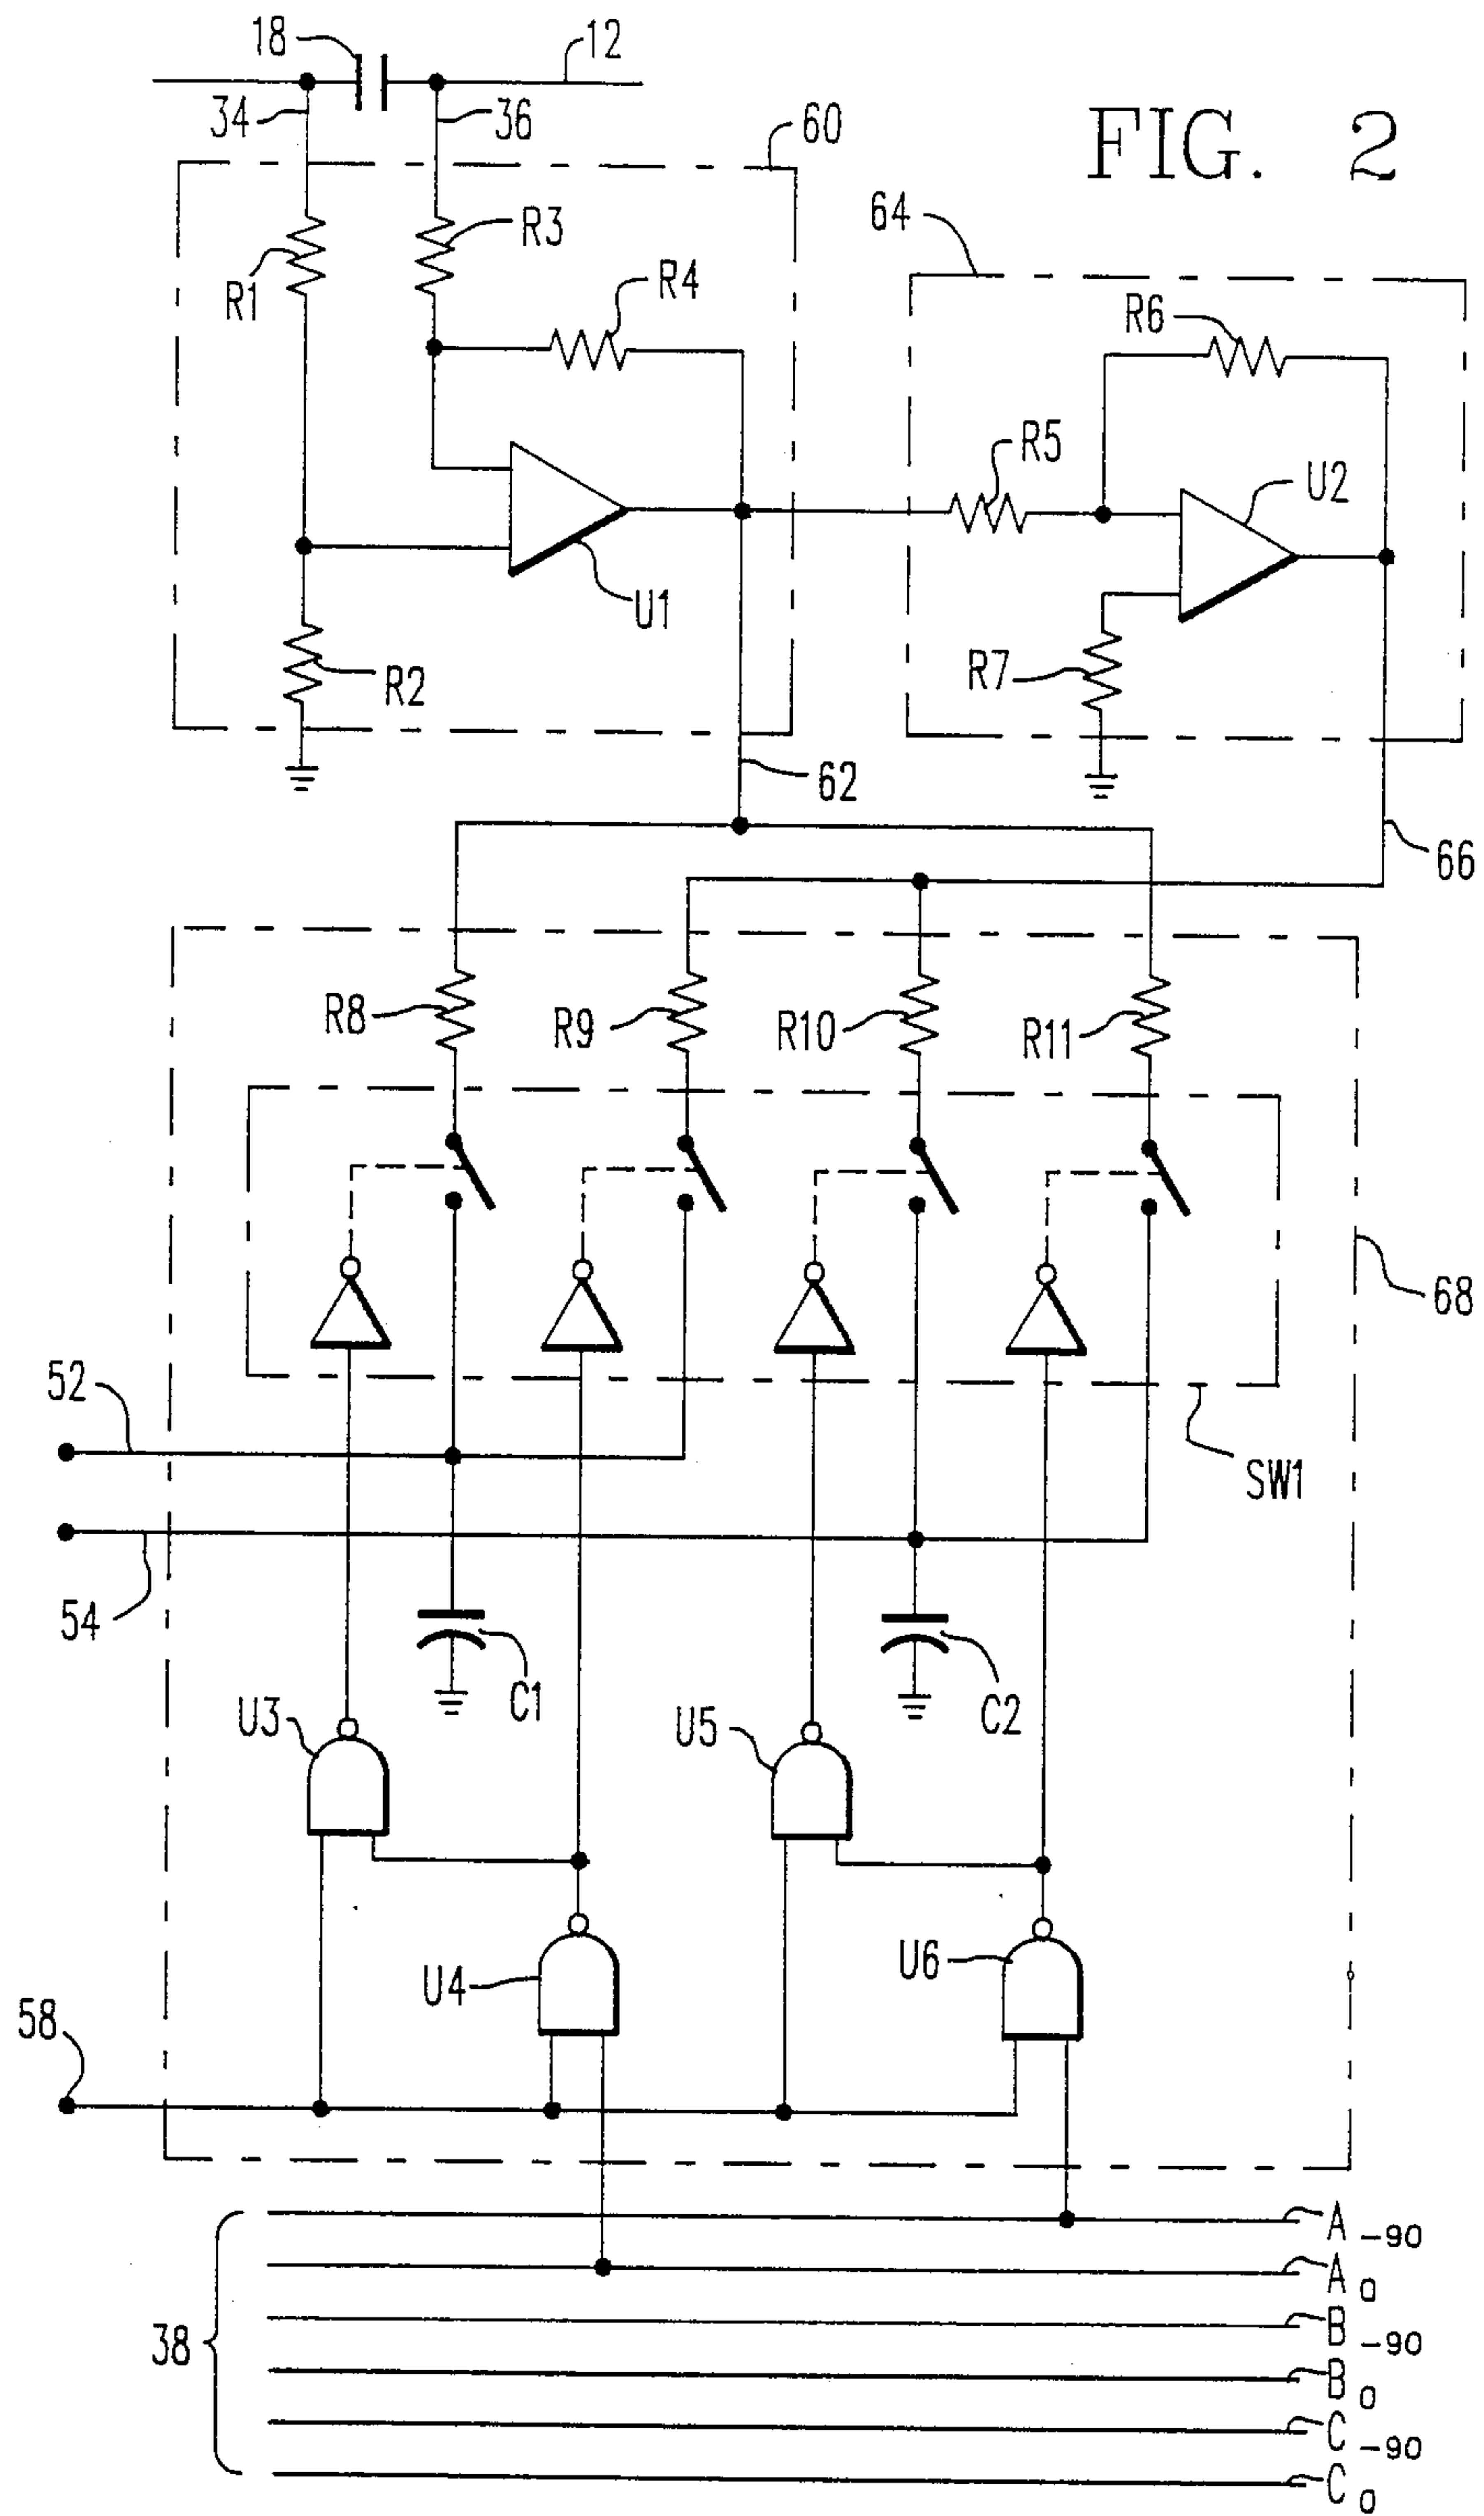 18
12
34
36
60
FIG. 2
64
R3
R1
R4
R6
R5
U2
U1
R2
R7
62
66
R8
R9
R10
R11
68
52
SW1
54
C1
C2
U3
U5
U4
U6
58
A -90
A 0
38
B -90
B 0
C -90
C 0